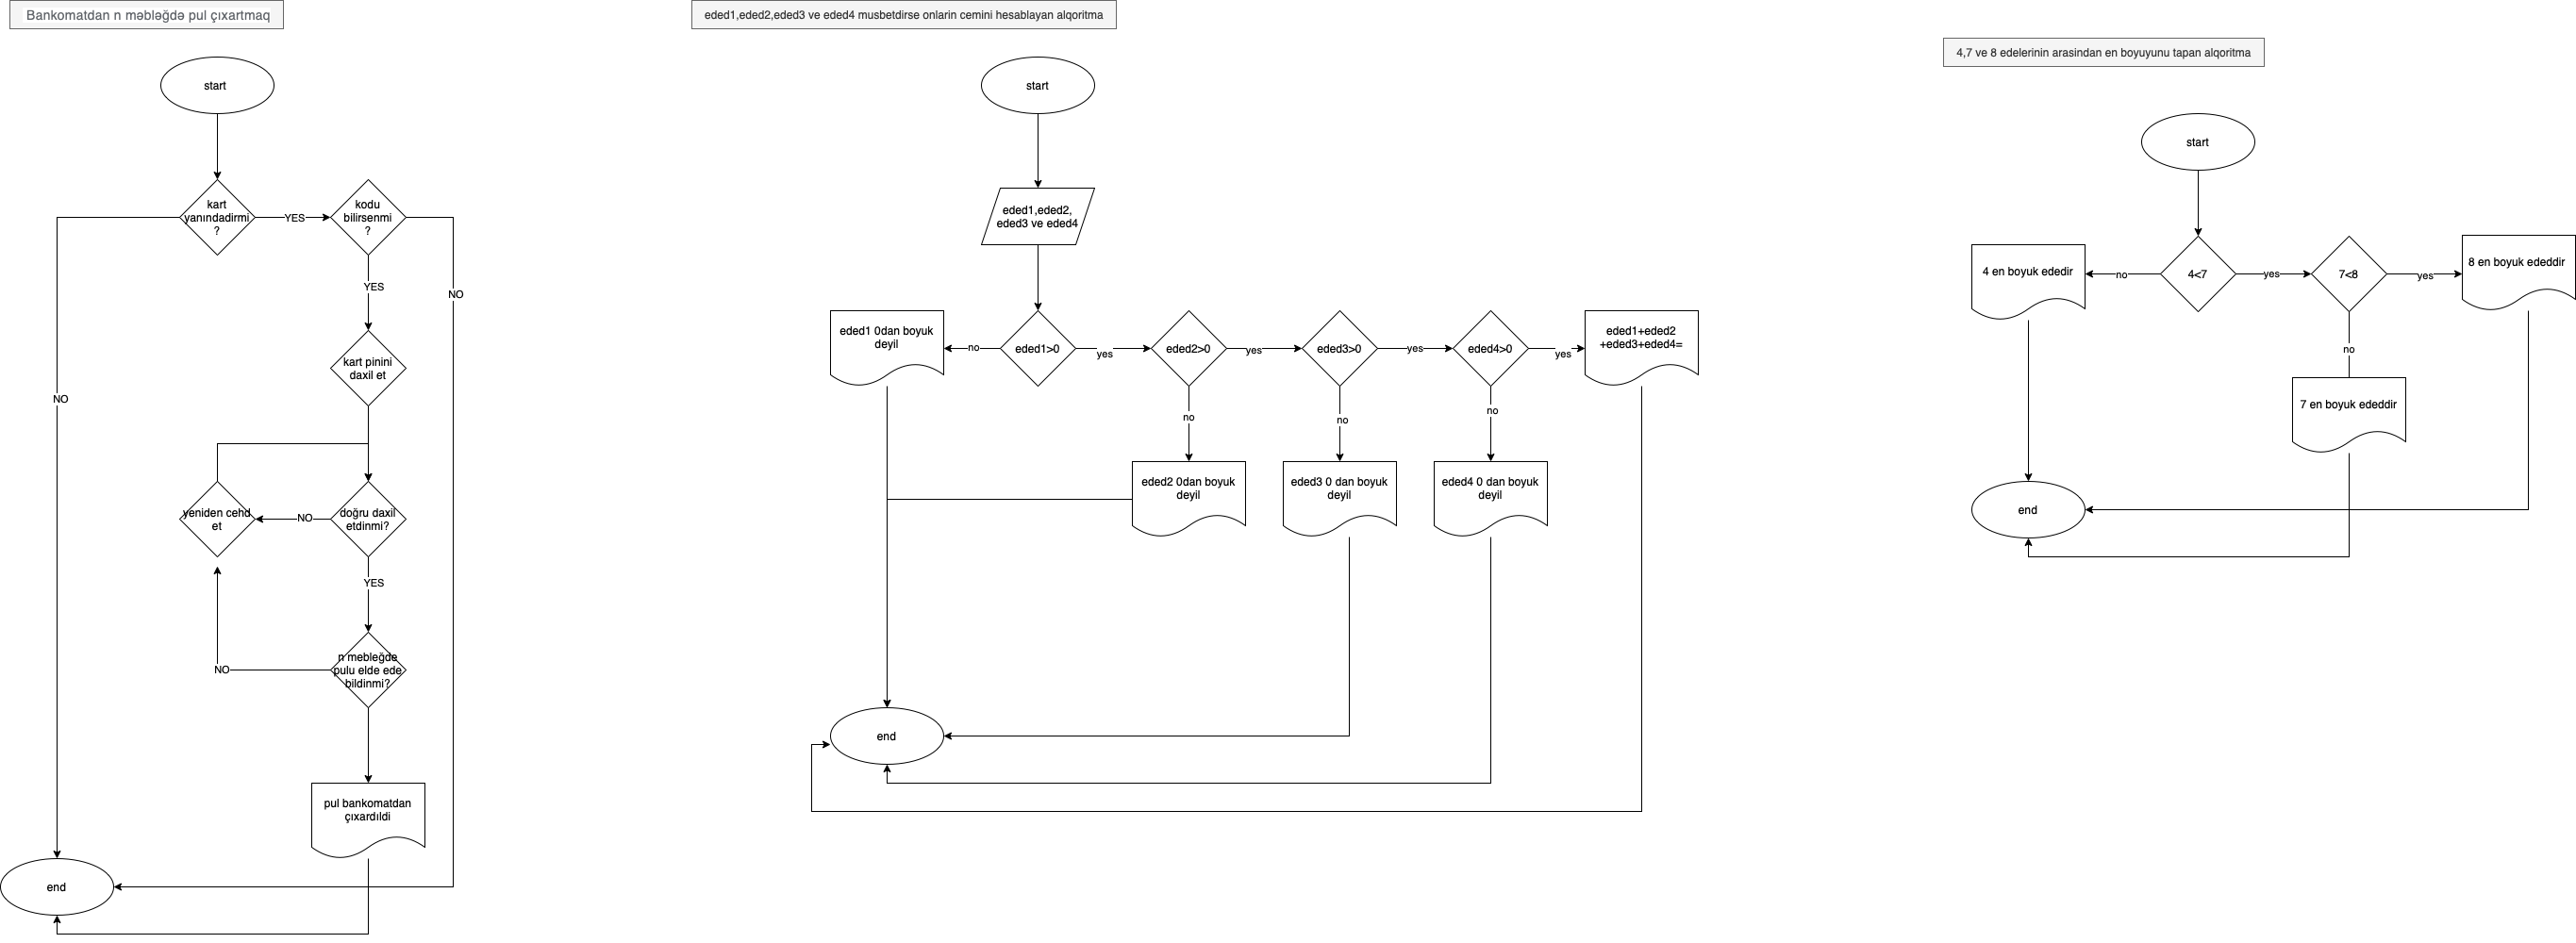 Bankomatdan n məbləğdə pul çıxartmaq
start
kart
yanındadirmi
?
YES
kodu
bilirsenmi
?
YES
NO
NO
kart pinini
daxil et
yeniden cehd
et
NO
doğru daxil
etdinmi?
YES
n mebleğde
pulu elde ede
bildinmi?
NO
pul bankomatdan
çıxardıldi
end
eded1,eded2,eded3 ve eded4 musbetdirse onlarin cemini hesablayan alqoritma
start
eded1,eded2,
eded3 ve eded4
eded1 0dan boyuk
deyil
no
eded1>0
yes
eded2>0
yes
eded3>0
yes
eded4>0
yes
eded1+eded2
+eded3+eded4=
no
no
no
eded2 0dan boyuk
deyil
eded3 0 dan boyuk
deyil
eded4 0 dan boyuk
deyil
end
4,7 ve 8 edelerinin arasindan en boyuyunu tapan alqoritma
start
4 en boyuk ededir
no
4<7
yes
7<8
yes
8 en boyuk ededdir
no
7 en boyuk ededdir
end